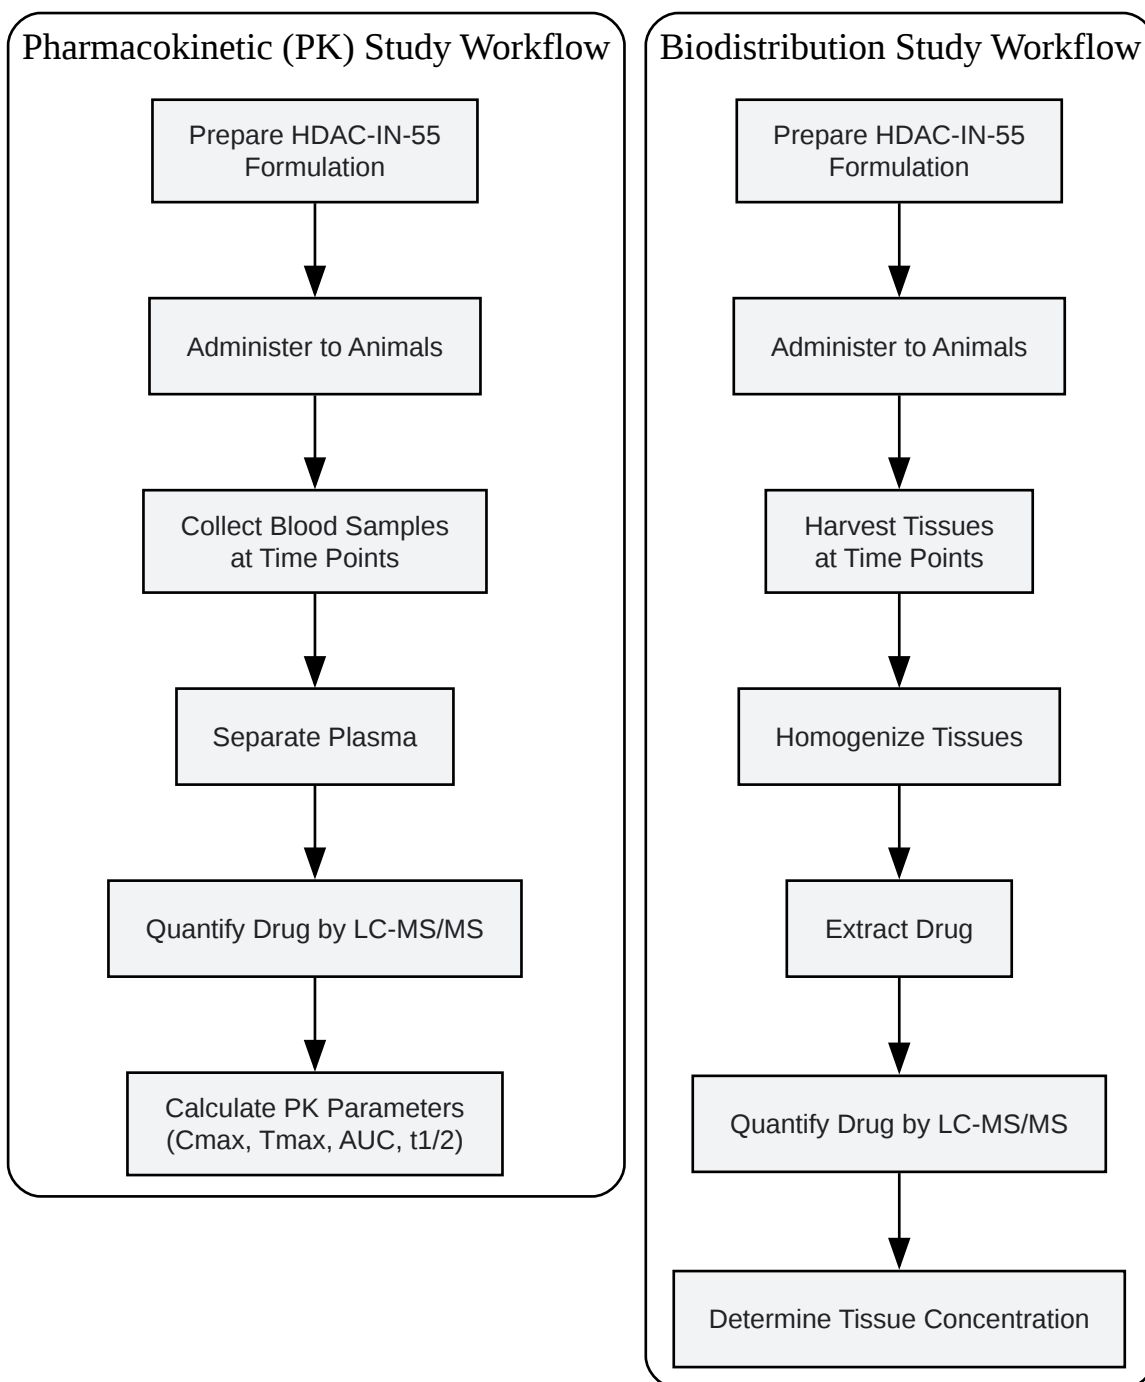 Pharmacokinetic (PK) Study Workflow
Prepare HDAC-IN-55
Formulation
Administer to Animals
Collect Blood Samples
at Time Points
Separate Plasma
Quantify Drug by LC-MS/MS
Calculate PK Parameters
(Cmax, Tmax, AUC, t1/2)
Biodistribution Study Workflow
Prepare HDAC-IN-55
Formulation
Administer to Animals
Harvest Tissues
at Time Points
Homogenize Tissues
Extract Drug
Quantify Drug by LC-MS/MS
Determine Tissue Concentration